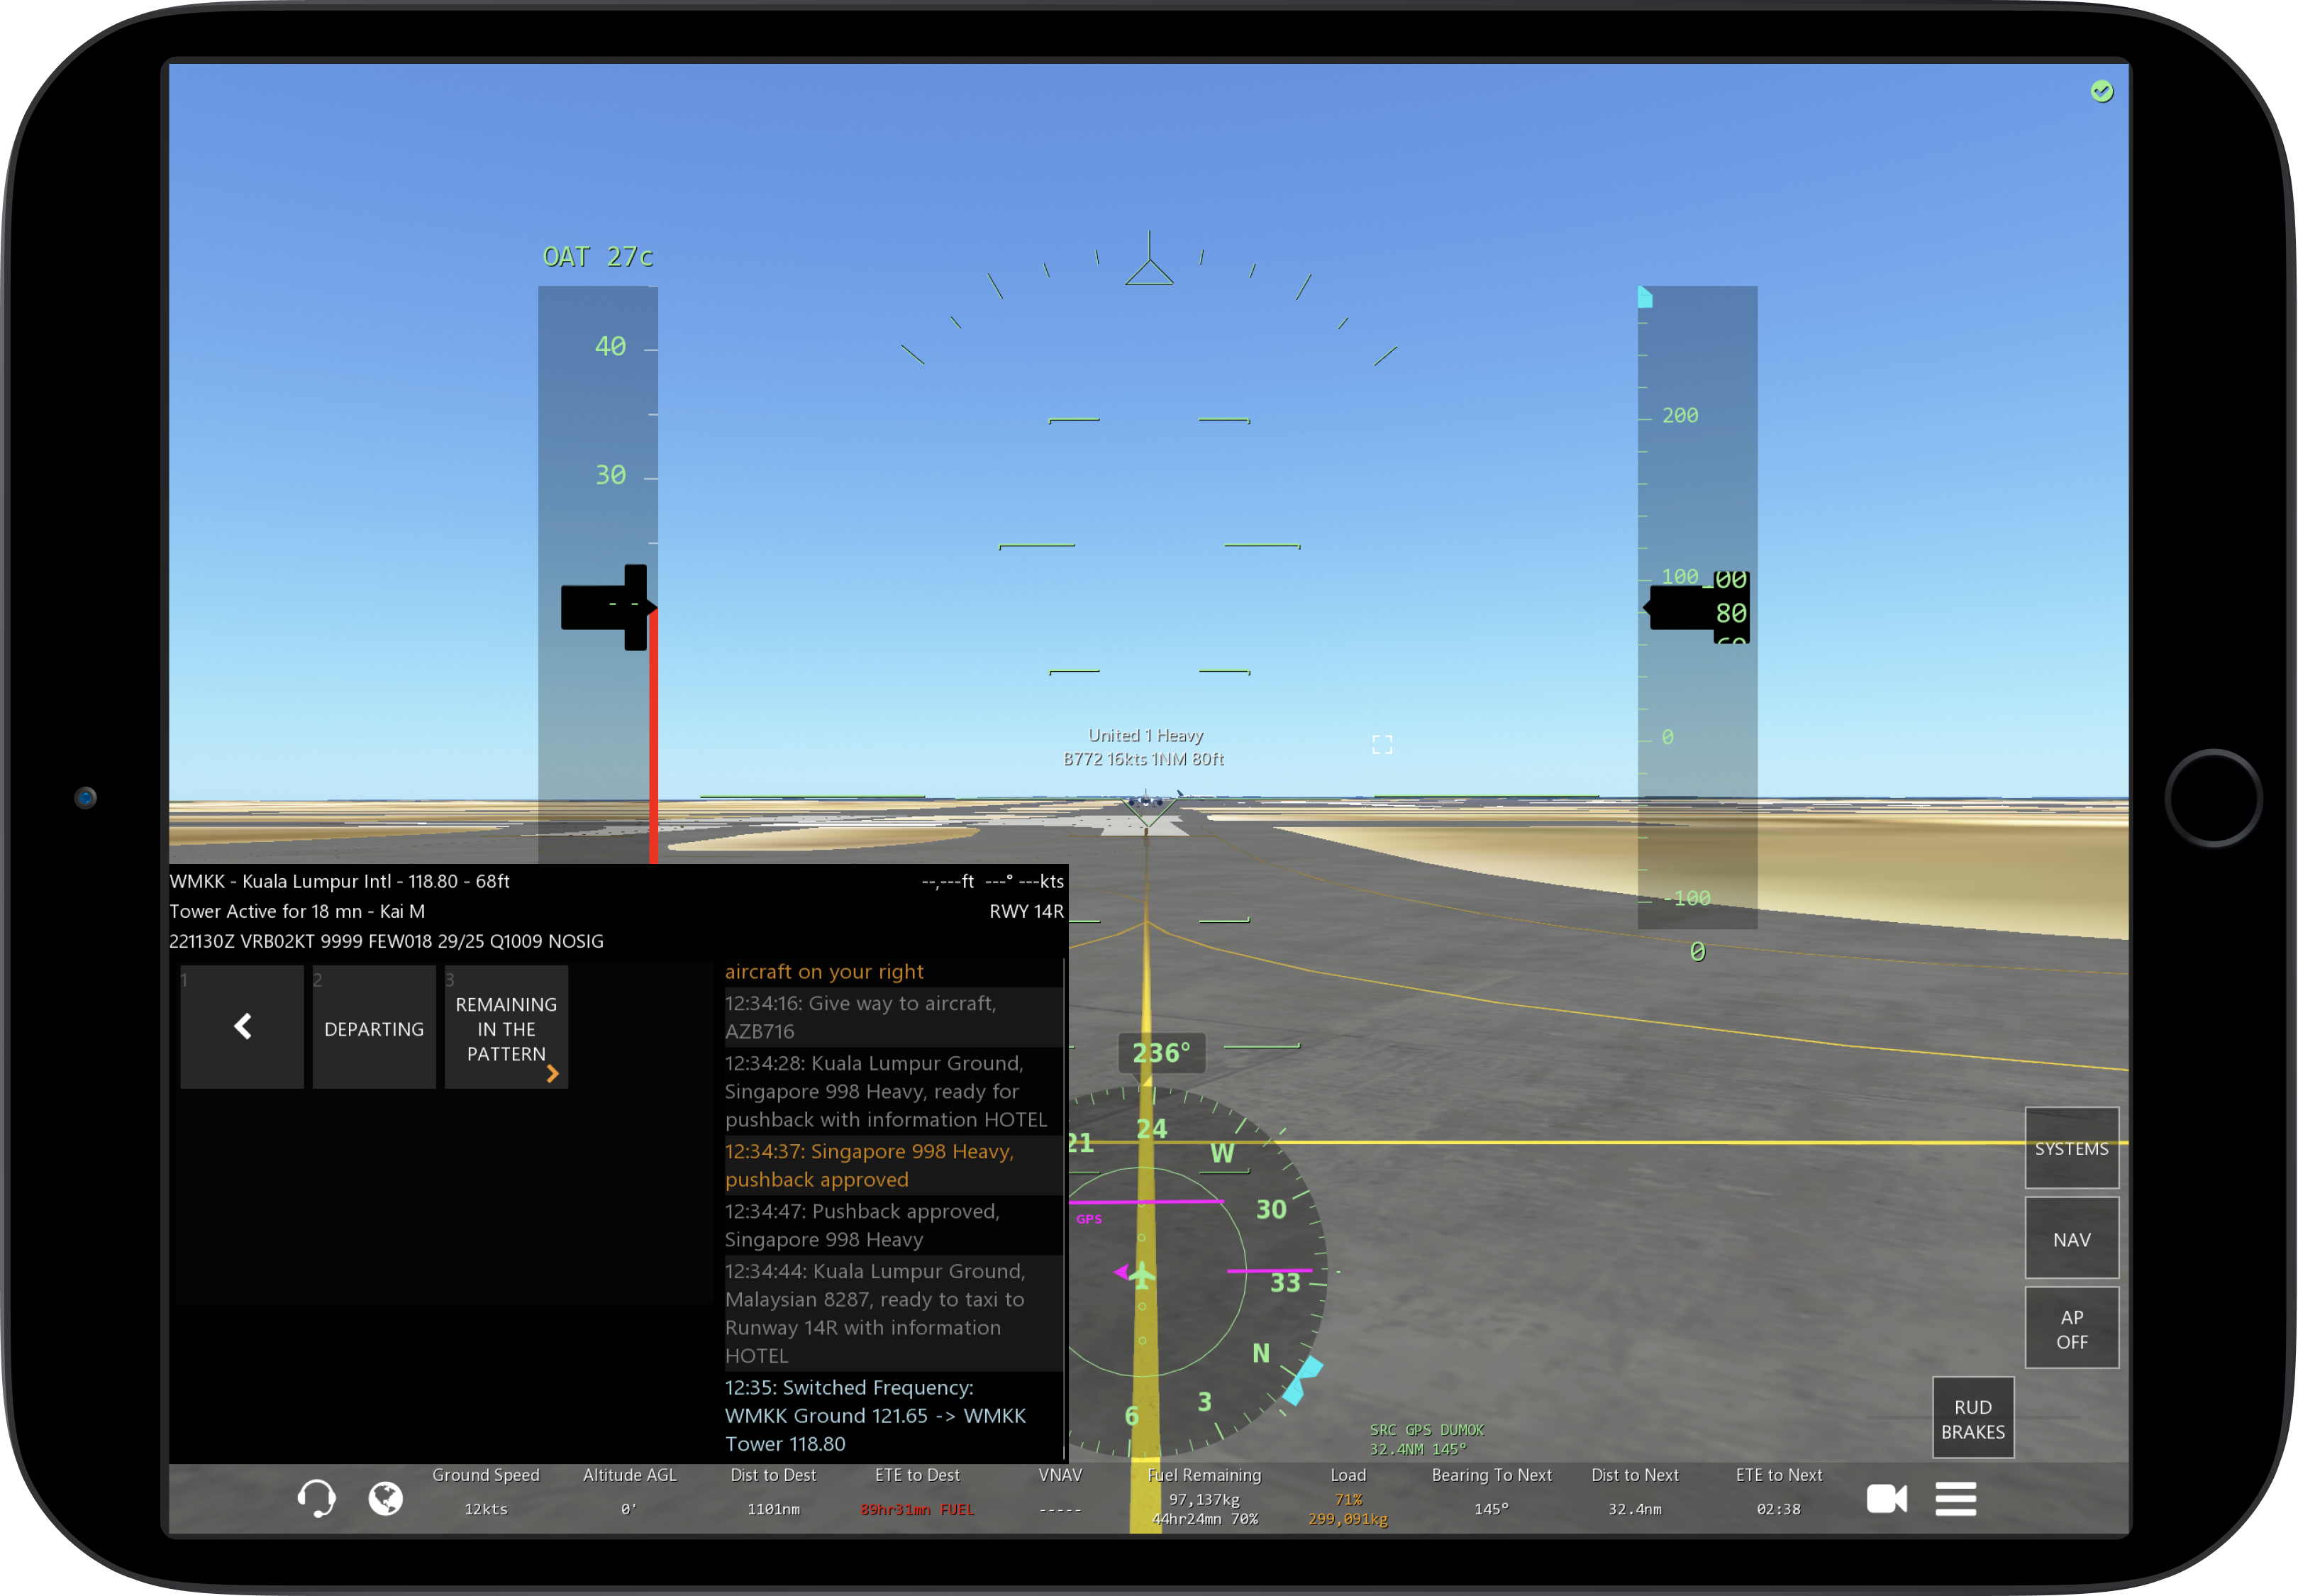 OAT 27c
40
30
- -
200
100
00
80
60
0
-100
0
United 1 Heavy
B772 16kts 1NM 80ft
WMKK - Kuala Lumpur Intl - 118.80 - 68ft
--,---ft ---° ---kts
Tower Active for 18 mn - Kai M
RWY 14R
221130Z VRB02KT 9999 FEW018 29/25 Q1009 NOSIG
1
2
DEPARTING
3
REMAINING
IN THE
PATTERN
aircraft on your right
12:34:16: Give way to aircraft,
AZB716
12:34:28: Kuala Lumpur Ground,
Singapore 998 Heavy, ready for
pushback with information HOTEL
12:34:37: Singapore 998 Heavy,
pushback approved
12:34:47: Pushback approved,
Singapore 998 Heavy
12:34:44: Kuala Lumpur Ground,
Malaysian 8287, ready to taxi to
Runway 14R with information
HOTEL
12:35: Switched Frequency:
WMKK Ground 121.65 -> WMKK
Tower 118.80
236°
21
24
W
30
33
N
3
6
GPS
SRC GPS DUMOK
32.4NM 145°
SYSTEMS
NAV
AP
OFF
RUD
BRAKES
Ground Speed
12kts
Altitude AGL
0'
Dist to Dest
1101nm
ETE to Dest
89hr31mn FUEL
VNAV
-----
Fuel Remaining
97,137kg
44hr24mn 70%
Load
71%
299,091kg
Bearing To Next
145°
Dist to Next
32.4nm
ETE to Next
02:38